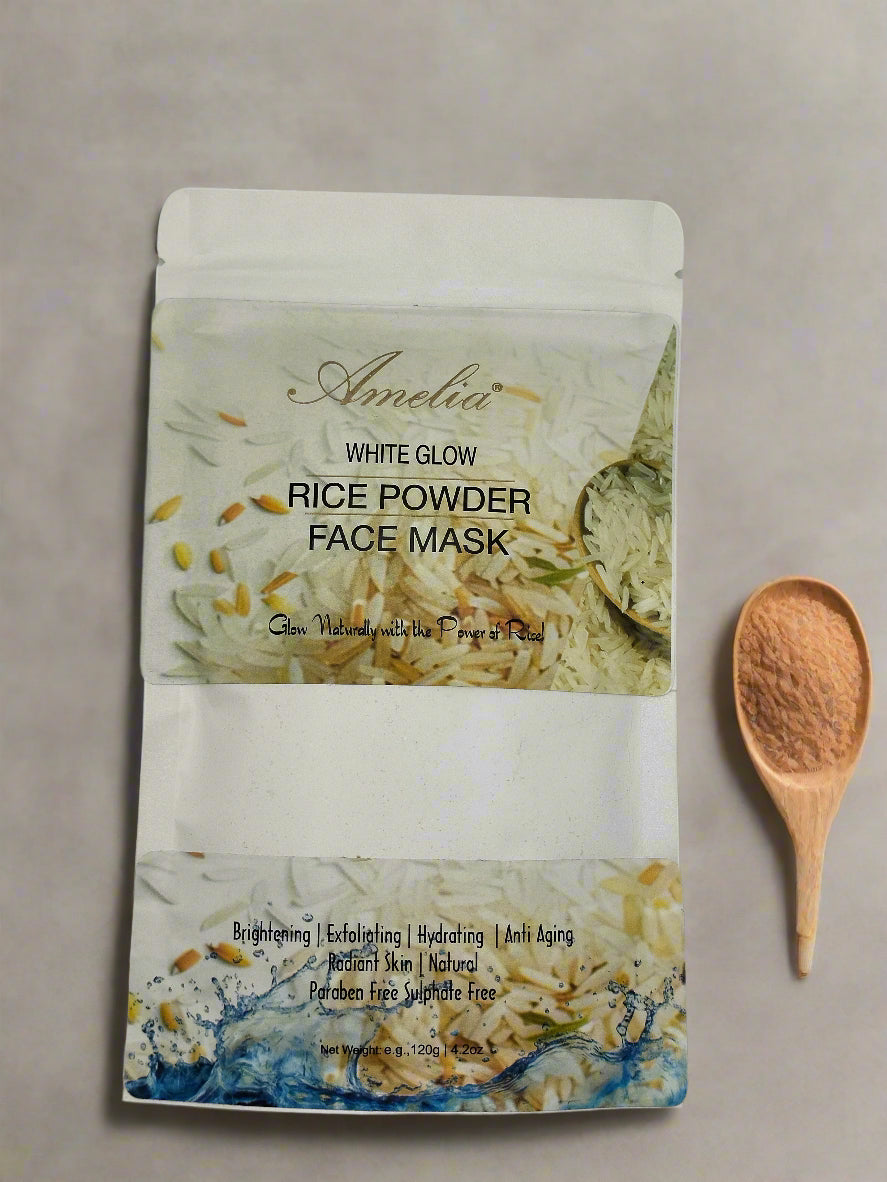 Amelia®
WHITE GLOW
RICE POWDER
FACE MASK
Glow Naturally with the Power of Rice!
Brightening | Exfoliating | Hydrating | Anti Aging
Radiant Skin | Natural
Paraben Free Sulphate Free
Net Weight: e.g.,120g | 4.2oz